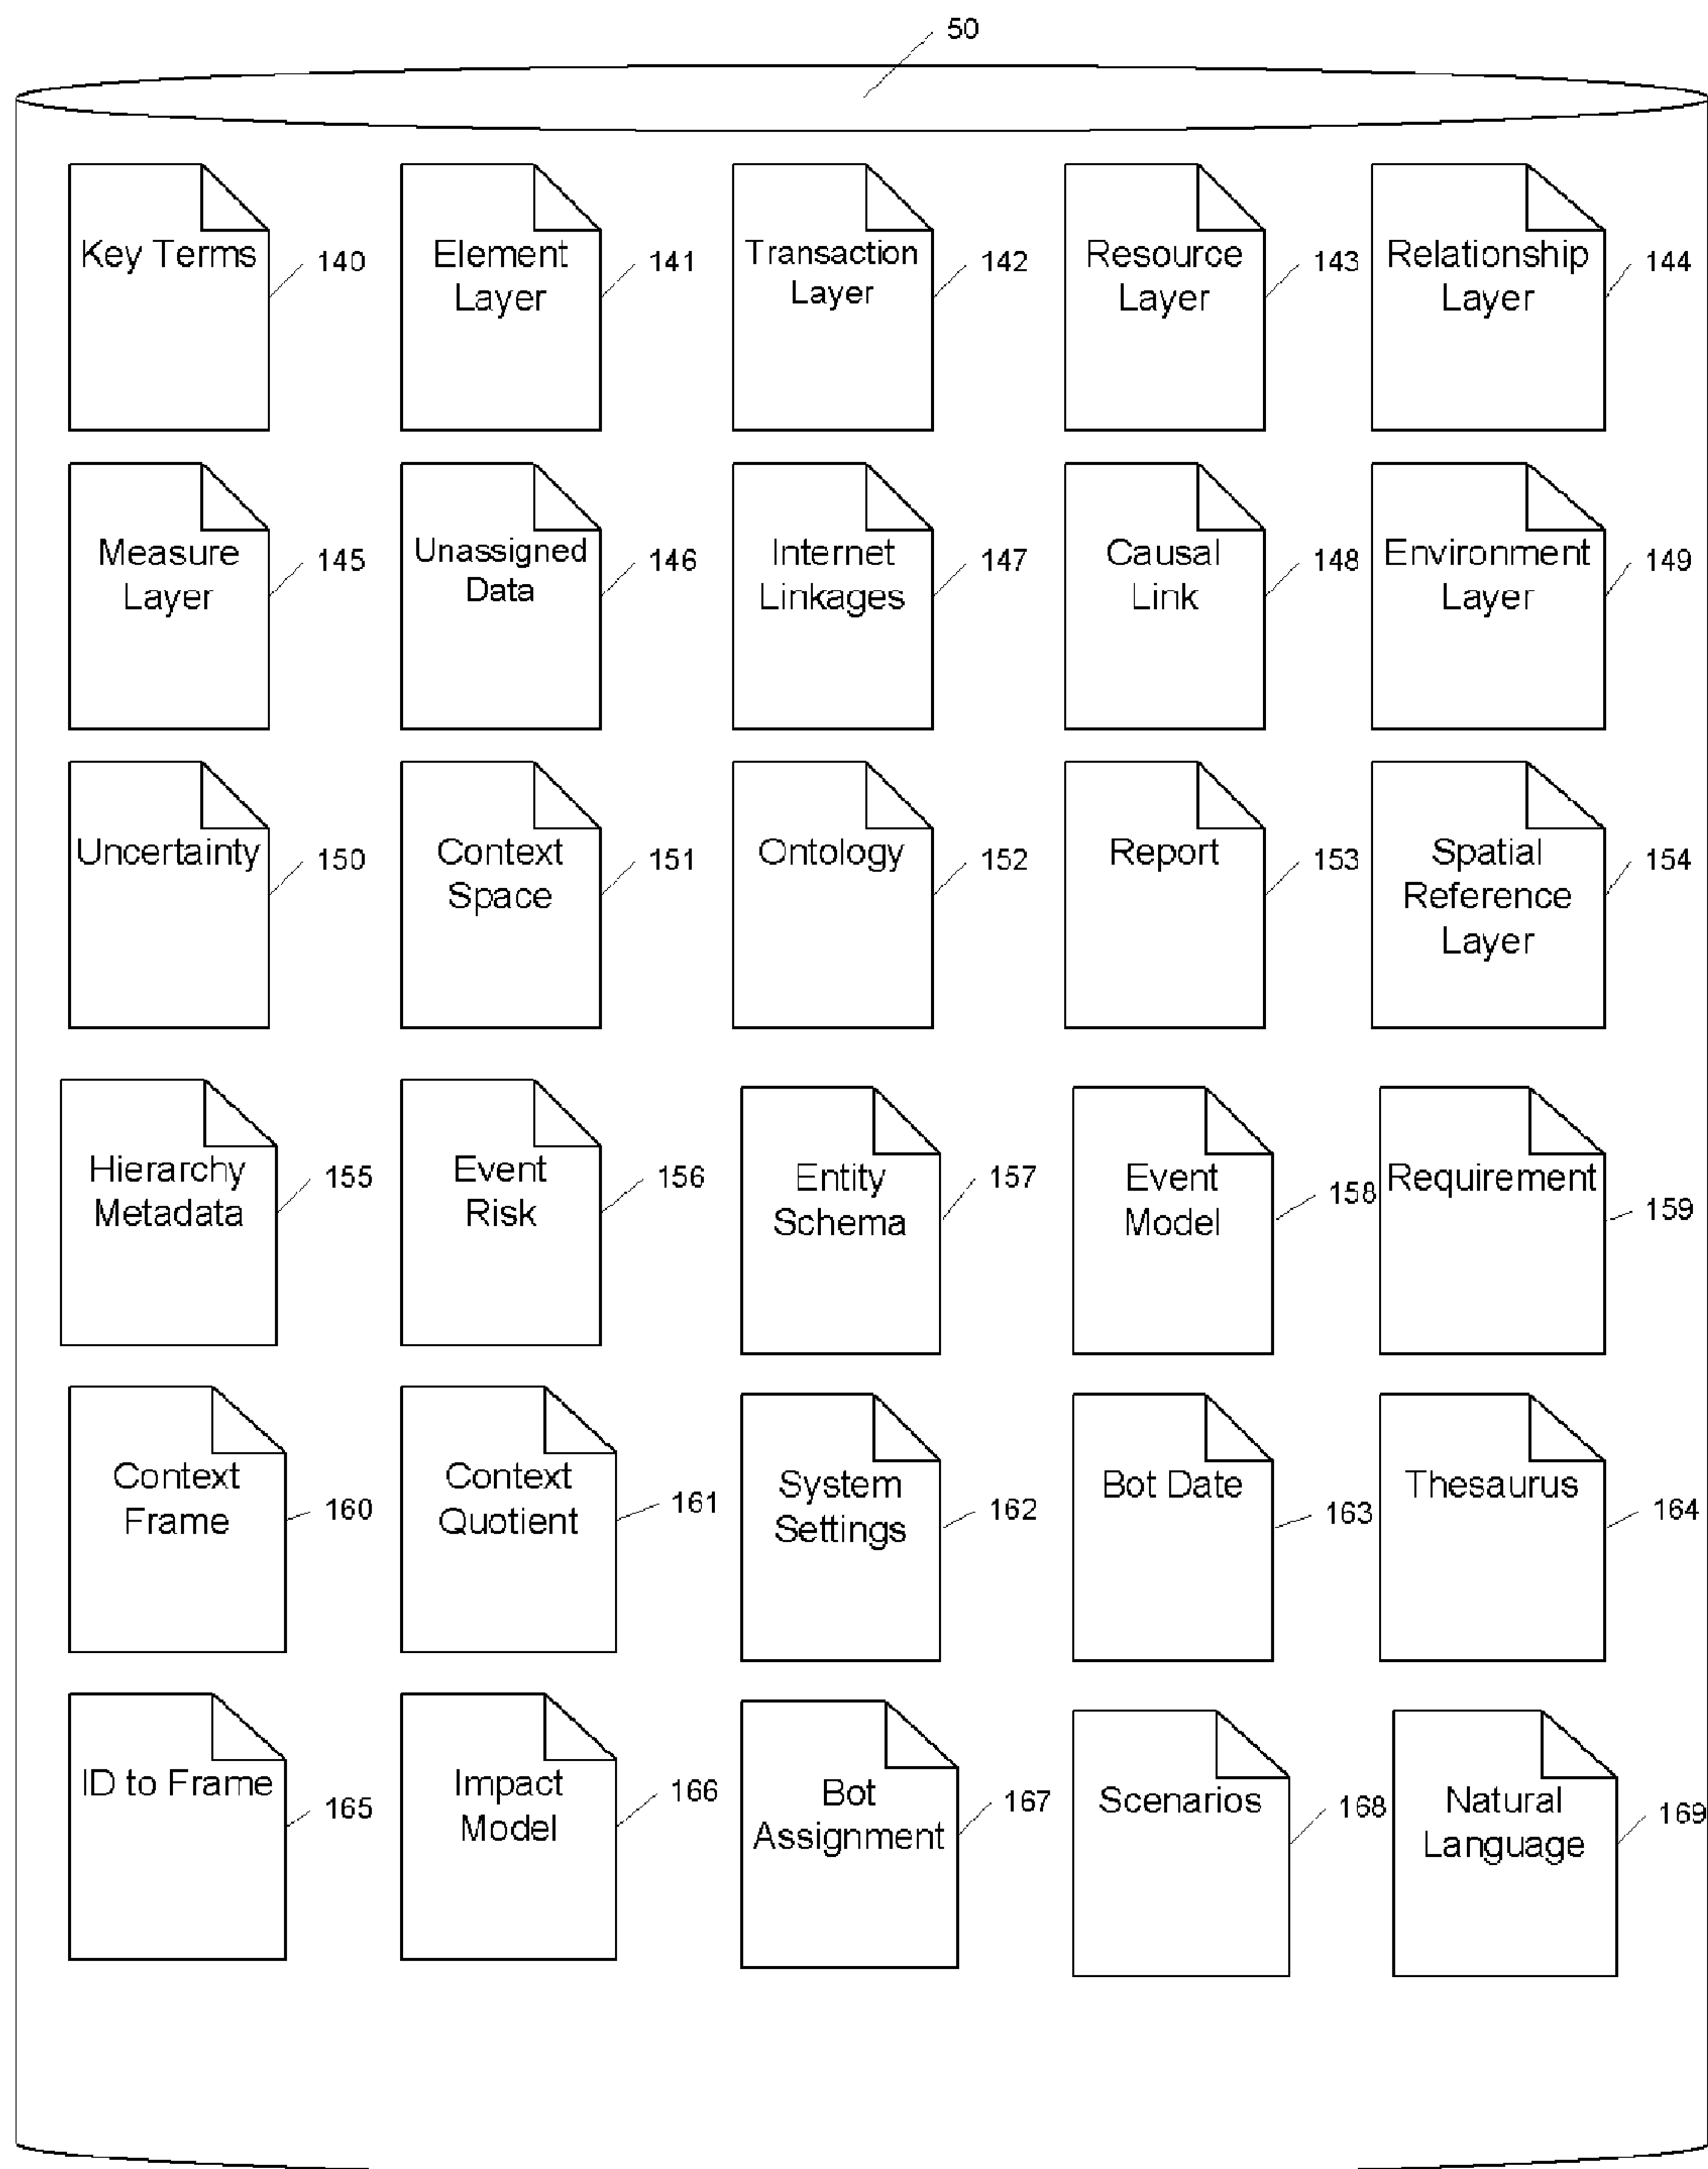 50
Key Terms
140
Element
Layer
141
Transaction
Layer
142
Resource
Layer
143
Relationship
Layer
144
Measure
Layer
145
Unassigned
Data
146
Internet
Linkages
147
Causal
Link
148
Environment
Layer
149
Uncertainty
150
Context
Space
151
Ontology
152
Report
153
Spatial
Reference
Layer
154
Hierarchy
Metadata
155
Event
Risk
156
Entity
Schema
157
Event
Model
158
Requirement
159
Context
Frame
160
Context
Quotient
161
System
Settings
162
Bot Date
163
Thesaurus
164
ID to Frame
165
Impact
Model
166
Bot
Assignment
167
Scenarios
168
Natural
Language
169